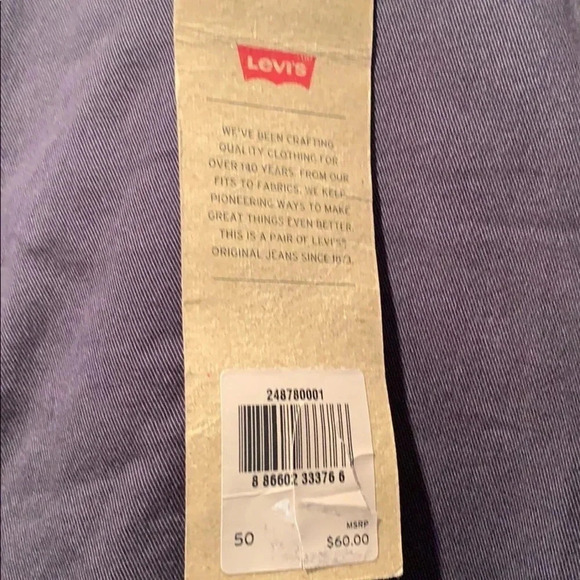 Levi's
WE'VE BEEN CRAFTING
QUALITY CLOTHING FOR
OVER 140 YEARS. FROM OUR
FITS TO FABRICS, WE KEEP
PIONEERING WAYS TO MAKE
GREAT THINGS EVEN BETTER.
THIS IS A PAIR OF LEVI'S®
ORIGINAL JEANS SINCE 1873.
248780001
8 86602 33376 6
50
MSRP
$60.00